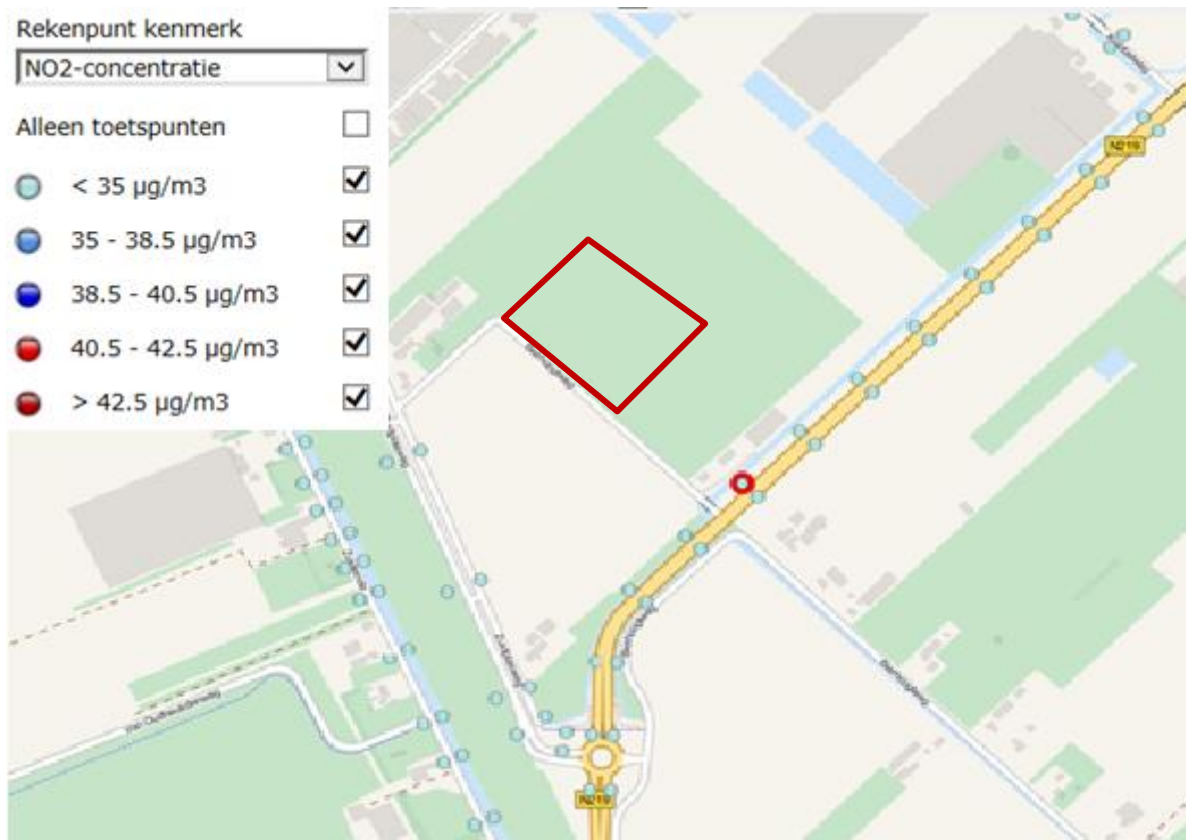 Rekenpunt kenmerk
NO2-concentratie
Alleen toetspunten
< 35 µg/m3
35 - 38.5 µg/m3
38.5 - 40.5 µg/m3
40.5 - 42.5 µg/m3
> 42.5 µg/m3
N219
N219